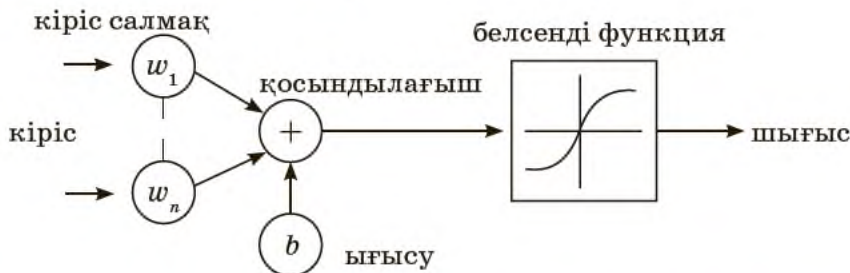 кіріс салмақ
белсенді функция
w₁
қосындылағыш
кіріс
+
шығыс
wₙ
b
ығысу